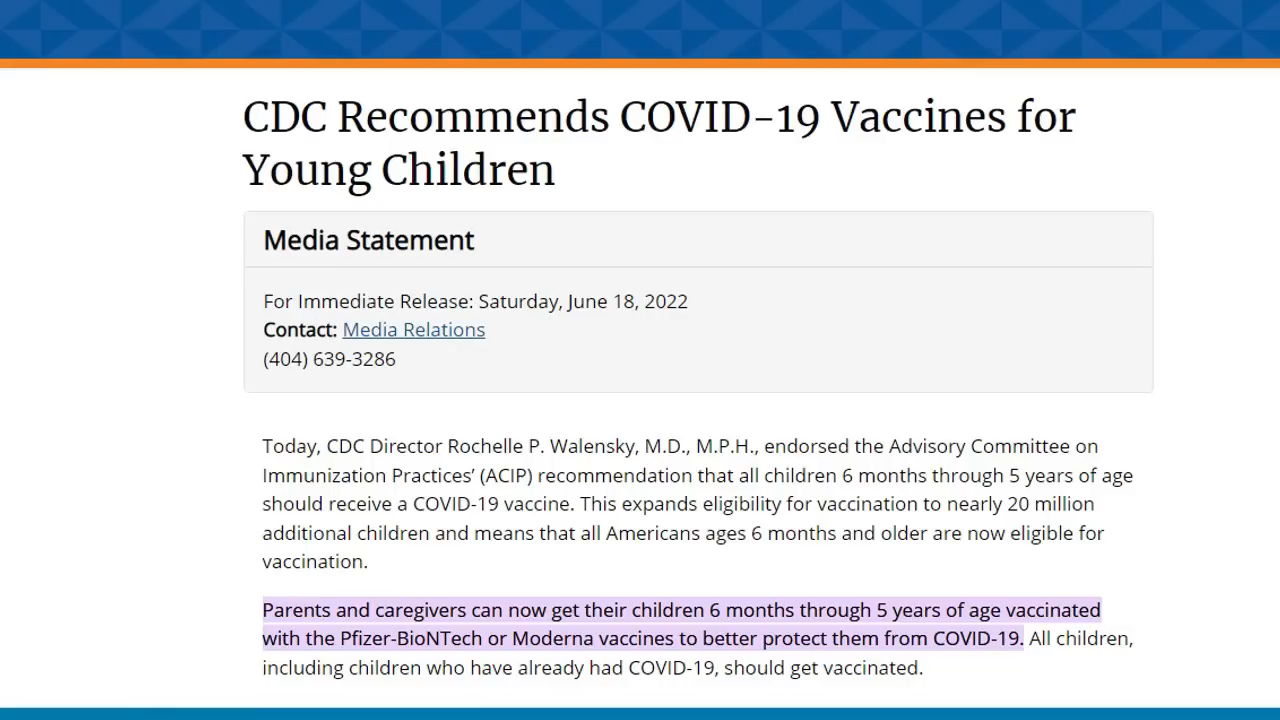 CDC Recommends COVID-19 Vaccines for
Young Children
Media Statement
For Immediate Release: Saturday, June 18, 2022
Contact: Media Relations
(404) 639-3286
Today, CDC Director Rochelle P. Walensky, M.D., M.P.H., endorsed the Advisory Committee on
Immunization Practices’ (ACIP) recommendation that all children 6 months through 5 years of age
should receive a COVID-19 vaccine. This expands eligibility for vaccination to nearly 20 million
additional children and means that all Americans ages 6 months and older are now eligible for
vaccination.
Parents and caregivers can now get their children 6 months through 5 years of age vaccinated
with the Pfizer-BioNTech or Moderna vaccines to better protect them from COVID-19. All children,
including children who have already had COVID-19, should get vaccinated.